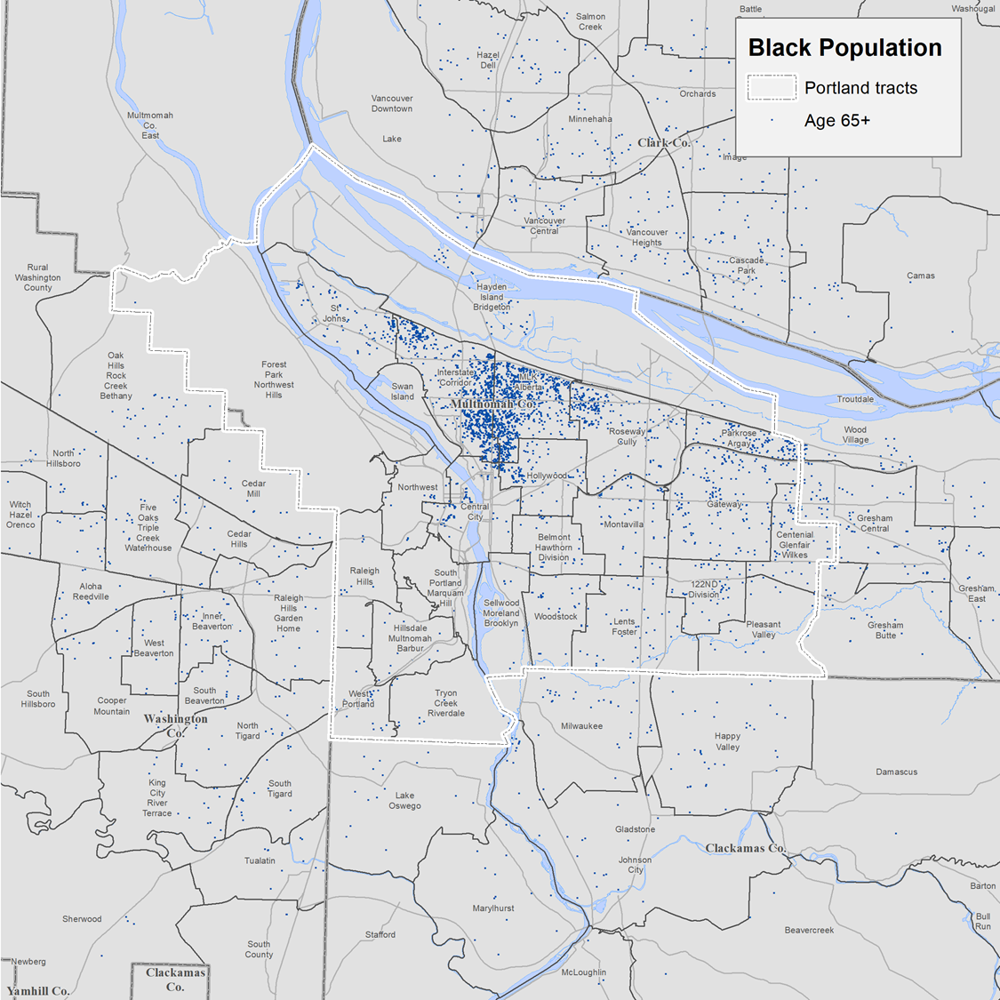 Battle
Washougal
Salmon
Creek
Black Population
Portland tracts
Age 65+
Hazel
Dell
Orchards
Vancouver
Downtown
Minnehaha
Multmomah
Co.
East
Lake
Clark Co.
Image
Vancouver
Central
Vancouver
Heights
Cascade
Park
Camas
Rural
Washington
County
Hayden
Island
Bridgeton
St
Johns
Oak
Hills
Rock
Creek
Bethany
Forest
Park
Northwest
Hills
Swan
Island
Interstate
Corridor
MLK
Alberta
Multnomah Co.
Troutdale
Roseway
Cully
Parkrose
Argay
Wood
Village
North
Hillsboro
Hollywood
Cedar
Mill
Northwest
Central
City
Gateway
Witch
Hazel
Orenco
Five
Oaks
Triple
Creek
Waterhouse
Cedar
Hills
Belmont
Hawthorn
Division
Montavilla
Centenial
Glenfair
Wilkes
Gresham
Central
Raleigh
Hills
South
Portland
Marquam
Hill
122ND
Division
Gresham
East
Aloha
Reedville
Raleigh
Hills
Garden
Home
Sellwood
Moreland
Brooklyn
Woodstock
Lents
Foster
Pleasant
Valley
Gresham
Butte
Inner
Beaverton
West
Beaverton
Hillsdale
Multnomah
Barbur
South
Hillsboro
Cooper
Mountain
South
Beaverton
West
Portland
Tryon
Creek
Riverdale
Washington
Co.
North
Tigard
Milwaukee
Happy
Valley
Damascus
King
City
River
Terrace
South
Tigard
Lake
Oswego
Gladstone
Clackamas Co.
Tualatin
Johnson
City
Barton
Sherwood
Marylhurst
Stafford
Beavercreek
Bull
Run
South
County
Newberg
Clackamas
Co.
McLoughlin
Yamhill Co.